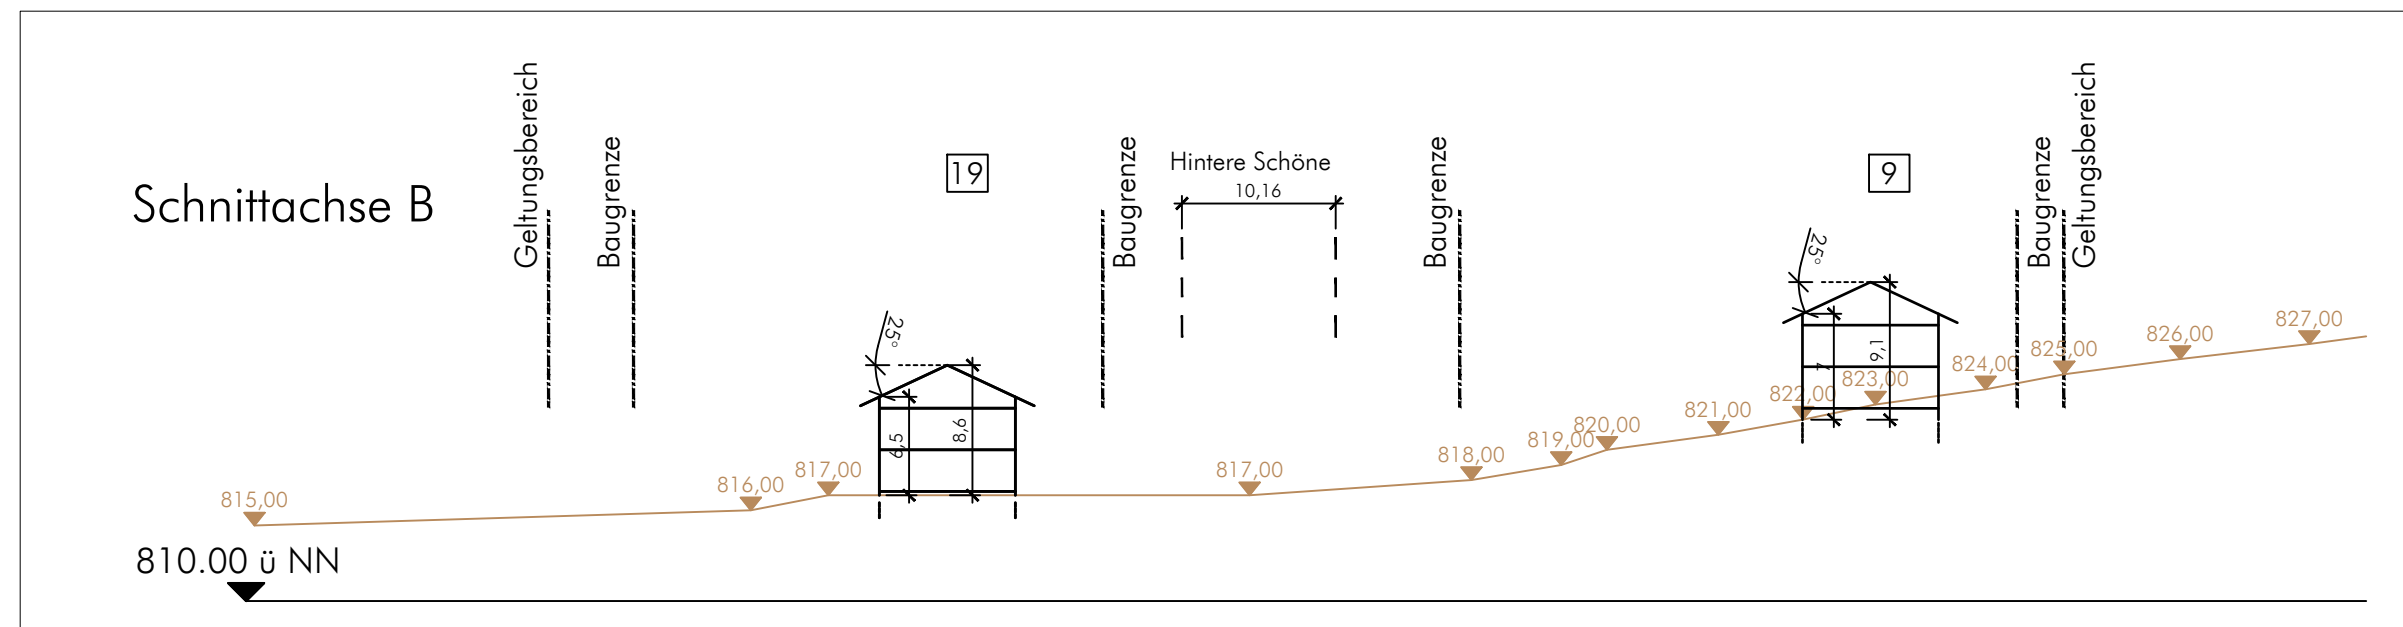 Schnittachse B
Geltungsbereich
Baugrenze
19
Baugrenze
Hintere Schöne
10,16
Baugrenze
9
Baugrenze
Geltungsbereich
25°
6,5
8,6
25°
9,1
815,00
816,00
817,00
817,00
818,00
819,00
820,00
821,00
822,00
823,00
824,00
825,00
826,00
827,00
810.00 ü NN